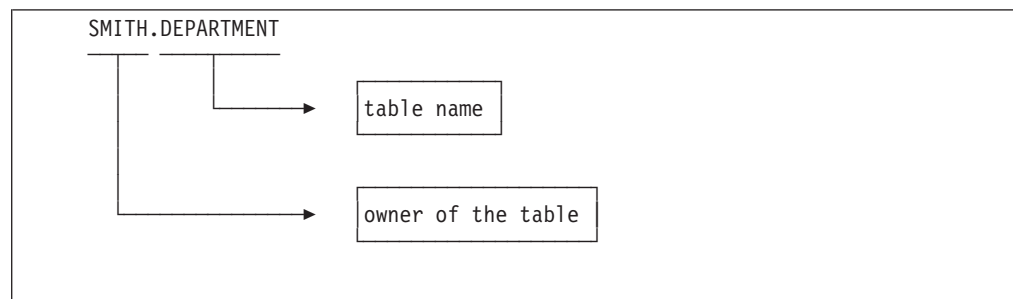 SMITH.DEPARTMENT
table name
owner of the table